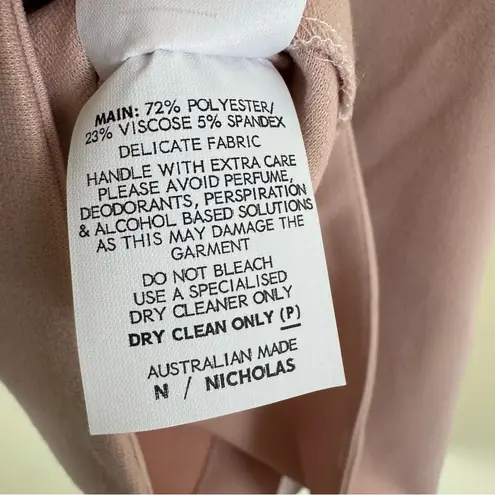 MAIN: 72% POLYESTER/
23% VISCOSE 5% SPANDEX
DELICATE FABRIC
HANDLE WITH EXTRA CARE
PLEASE AVOID PERFUME,
DEODORANTS, PERSPIRATION
& ALCOHOL BASED SOLUTIONS
AS THIS MAY DAMAGE THE
GARMENT
DO NOT BLEACH
USE A SPECIALISED
DRY CLEANER ONLY
DRY CLEAN ONLY (P)
AUSTRALIAN MADE
N / NICHOLAS